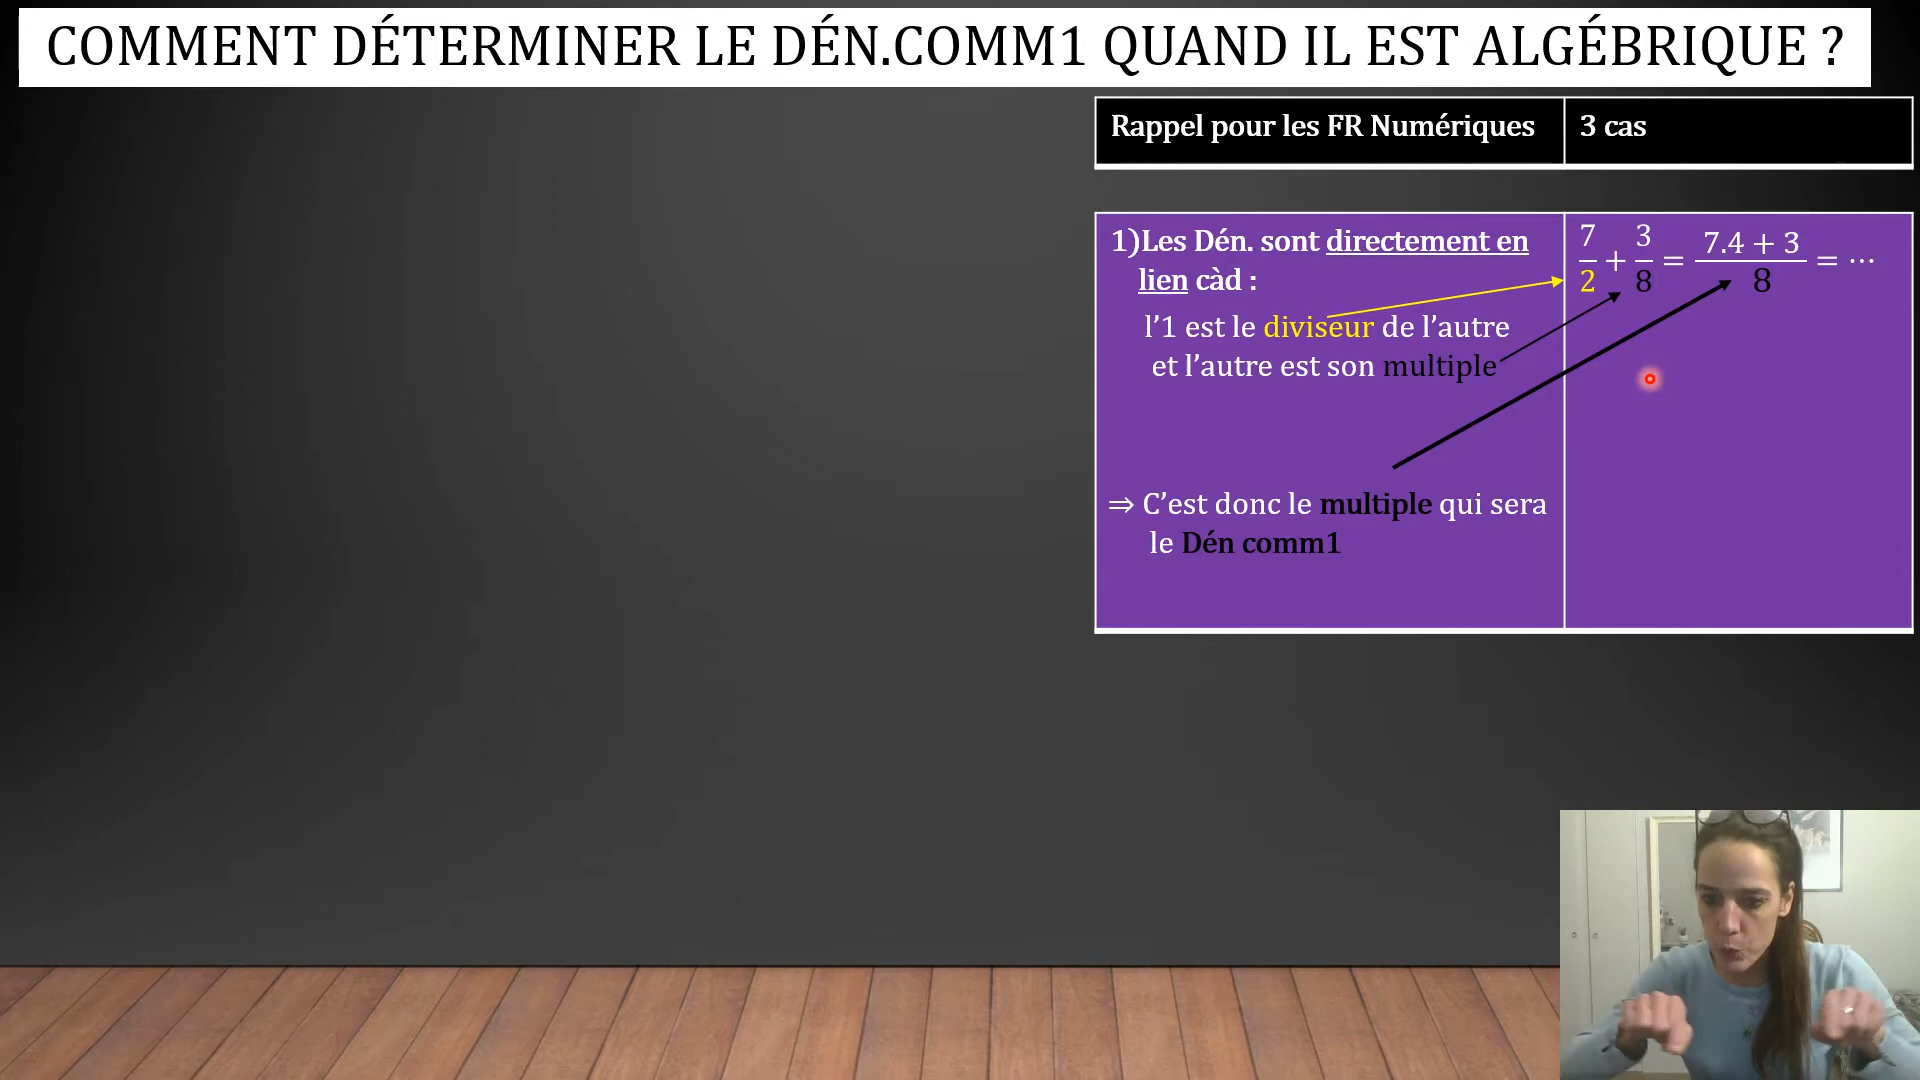 COMMENT DÉTERMINER LE DÉN.COMM1 QUAND IL EST ALGÉBRIQUE ?
Rappel pour les FR Numériques
3 cas
1)Les Dén. sont directement en
lien càd :
l’1 est le diviseur de l’autre
et l’autre est son multiple
⇒ C’est donc le multiple qui sera
le Dén comm1
7/2 + 3/8 = (7.4 + 3)/8 = ⋯